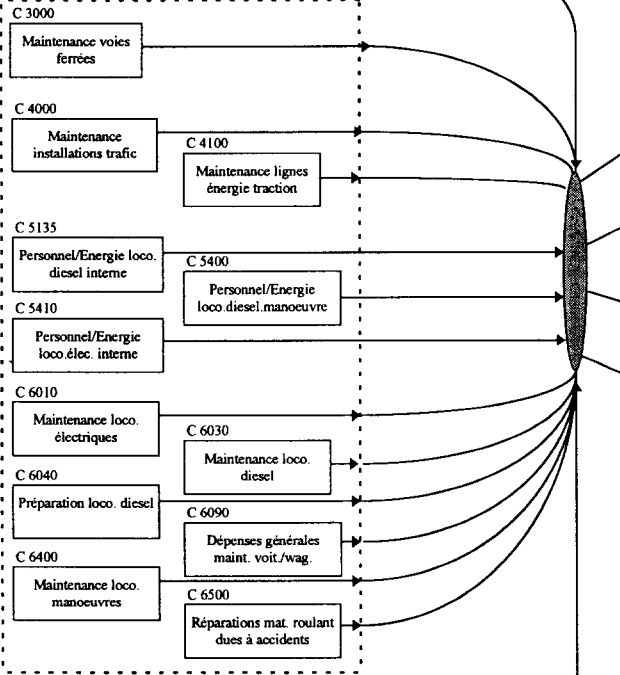 C 3000
Maintenance voies
ferrées
C 4000
Maintenance
installations trafic
C 4100
Maintenance lignes
énergie traction
C 5135
Personnel/Energie loco.
diesel interne
C 5400
Personnel/Energie
loco.diesel.manoeuvre
C 5410
Personnel/Energie
loco.élec. interne
C 6010
Maintenance loco.
électriques
C 6030
Maintenance loco.
diesel
C 6040
Préparation loco. diesel
C 6090
Dépenses générales
maint. voit./wag.
C 6400
Maintenance loco.
manoeuvres
C 6500
Réparations mat. roulant
dues à accidents